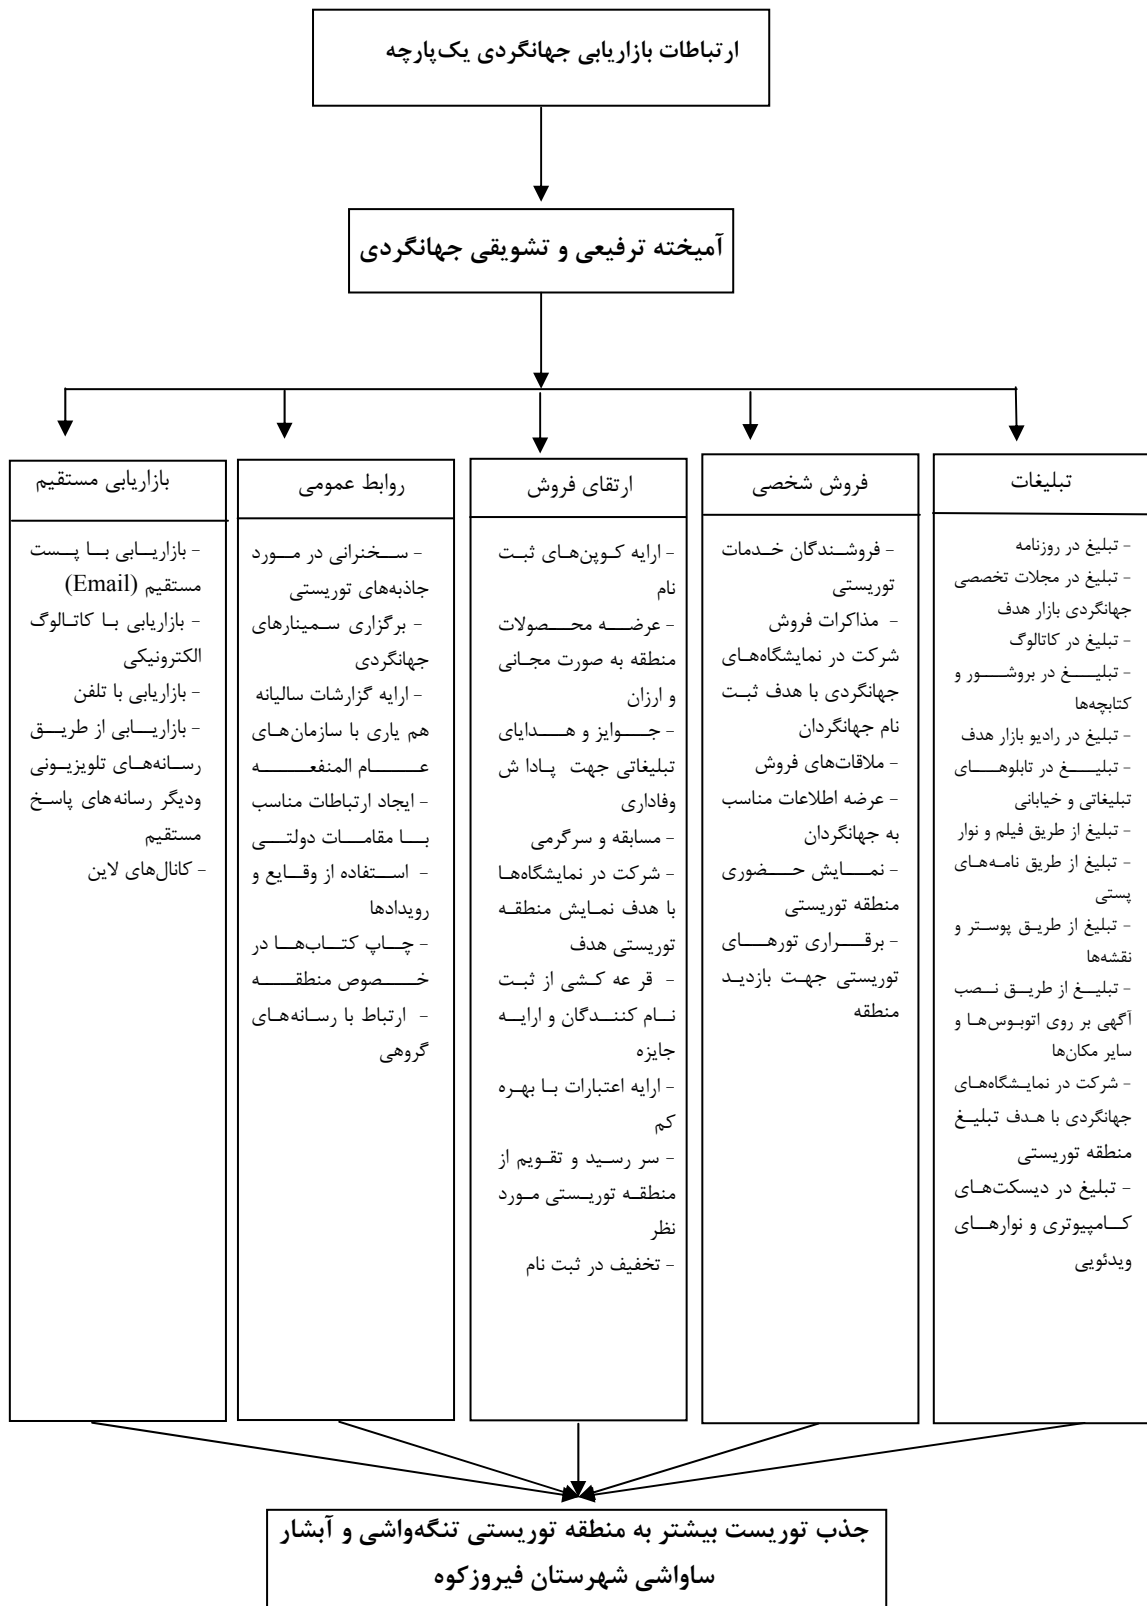 ارتباطات بازاریابی جهانگردی یک‌پارچه
آمیخته ترفیعی و تشویقی جهانگردی
تبلیغات
- تبلیغ در روزنامه
- تبلیغ در مجلات تخصصی
جهانگردی بازار هدف
- تبلیغ در کاتالوگ
- تبلیغ در بروشور و
کتابچه‌ها
- تبلیغ در رادیو بازار هدف
- تبلیغ در تابلوهای
تبلیغاتی و خیابانی
- تبلیغ از طریق فیلم و نوار
- تبلیغ از طریق نامه‌های
پستی
- تبلیغ از طریق پوستر و
نقشه‌ها
- تبلیغ از طریق نصب
آگهی بر روی اتوبوس‌ها و
سایر مکان‌ها
- شرکت در نمایشگاه‌های
جهانگردی با هدف تبلیغ
منطقه توریستی
- تبلیغ در دیسکت‌های
کامپیوتری و نوارهای
ویدئویی
فروش شخصی
- فروشندگان خدمات
توریستی
- مذاکرات فروش
شرکت در نمایشگاه‌های
جهانگردی با هدف ثبت
نام جهانگردان
- ملاقات‌های فروش
- عرضه اطلاعات مناسب
به جهانگردان
- نمایش حضوری
منطقه توریستی
- برقراری تورهای
توریستی جهت بازدید
منطقه
ارتقای فروش
- ارایه کوپن‌های ثبت
نام
- عرضه محصولات
منطقه به صورت مجانی
و ارزان
- جوایز و هدایای
تبلیغاتی جهت پادا ش
وفاداری
- مسابقه و سرگرمی
- شرکت در نمایشگاه‌ها
با هدف نمایش منطقه
توریستی هدف
- قر عه کشی از ثبت
نام کنندگان و ارایه
جایزه
- ارایه اعتبارات با بهره
کم
- سر رسید و تقویم از
منطقه توریستی مورد
نظر
- تخفیف در ثبت نام
روابط عمومی
- سخنرانی در مورد
جاذبه‌های توریستی
- برگزاری سمینارهای
جهانگردی
- ارایه گزارشات سالیانه
هم یاری با سازمان‌های
عام المنفعه
- ایجاد ارتباطات مناسب
با مقامات دولتی
- استفاده از وقایع و
رویدادها
- چاپ کتاب‌ها در
خصوص منطقه
- ارتباط با رسانه‌های
گروهی
بازاریابی مستقیم
- بازاریابی با پست
مستقیم (Email)
- بازاریابی با کاتالوگ
الکترونیکی
- بازاریابی با تلفن
- بازاریابی از طریق
رسانه‌های تلویزیونی
ودیگر رسانه‌های پاسخ
مستقیم
- کانال‌های لاین
جذب توریست بیشتر به منطقه توریستی تنگه‌واشی و آبشار
ساواشی شهرستان فیروزکوه